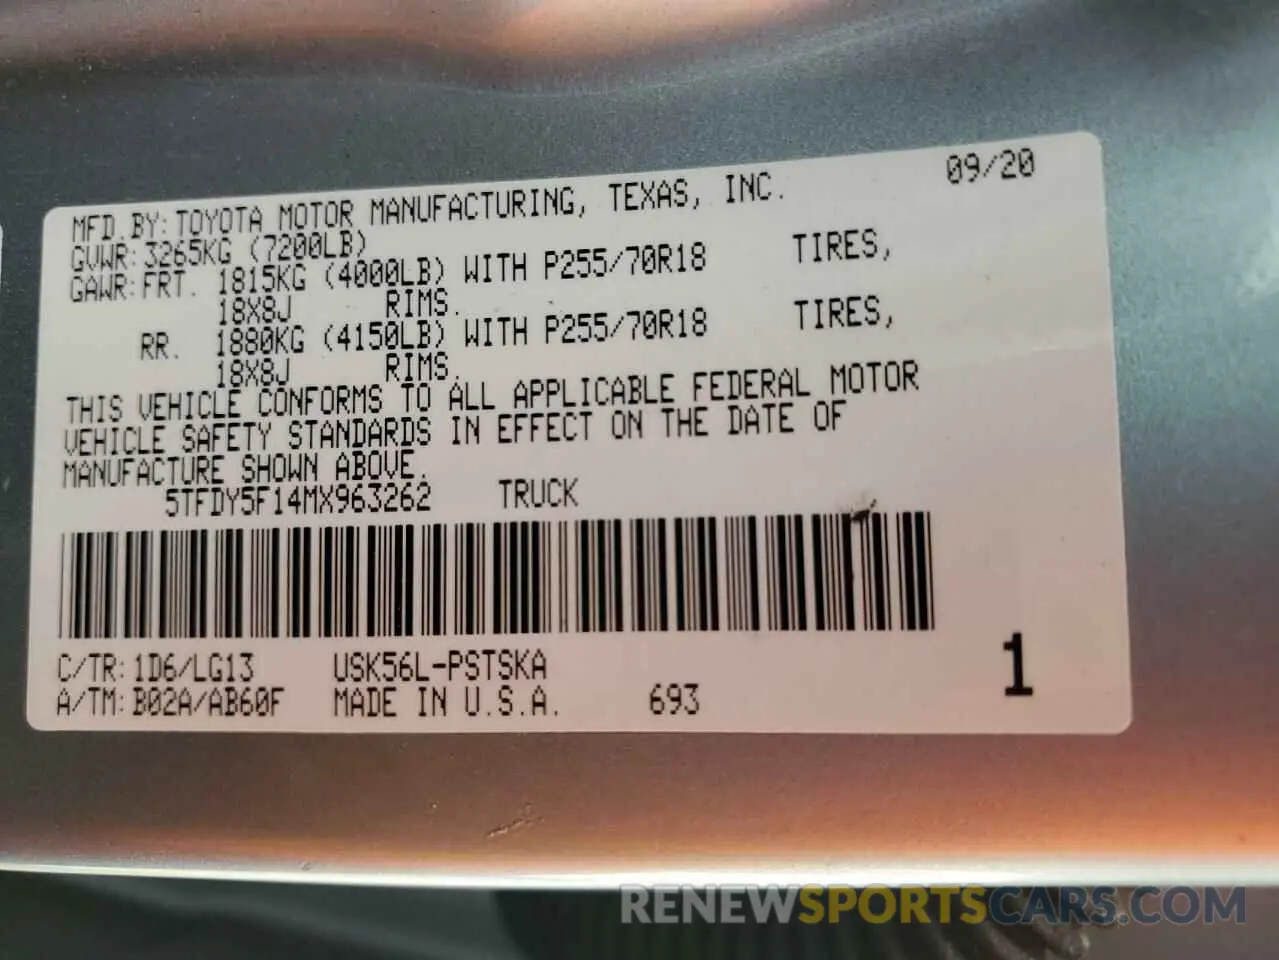 09/20
MFD.BY:TOYOTA MOTOR MANUFACTURING, TEXAS, INC.
GVWR:3265KG (7200LB)
GAWR:FRT. 1815KG (4000LB) WITH P255/70R18 TIRES,
18X8J RIMS.
RR. 1880KG (4150LB) WITH P255/70R18 TIRES,
18X8J RIMS.
THIS VEHICLE CONFORMS TO ALL APPLICABLE FEDERAL MOTOR
VEHICLE SAFETY STANDARDS IN EFFECT ON THE DATE OF
MANUFACTURE SHOWN ABOVE.
5TFDY5F14MX963262 TRUCK
C/TR:1D6/LG13 USK56L-PSTSKA
A/TM:B02A/AB60F MADE IN U.S.A. 693
1
RENEWSPORTSCARS.COM